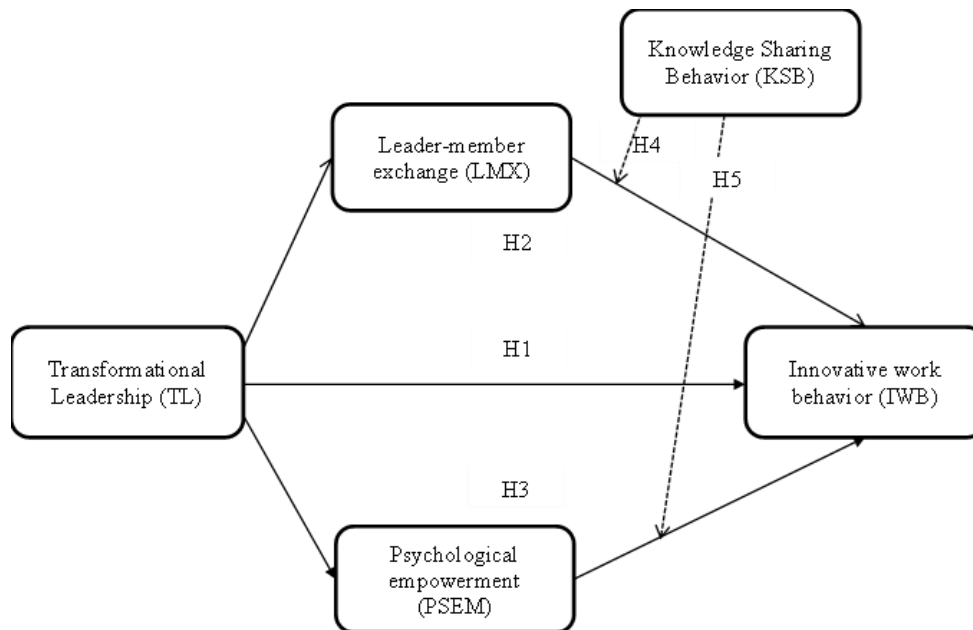 Knowledge Sharing
Behavior (KSB)
Leader-member
exchange (LMX)
H4
H5
H2
H1
Transformational
Leadership (TL)
Innovative work
behavior (IWB)
H3
Psychological
empowerment
(PSEM)